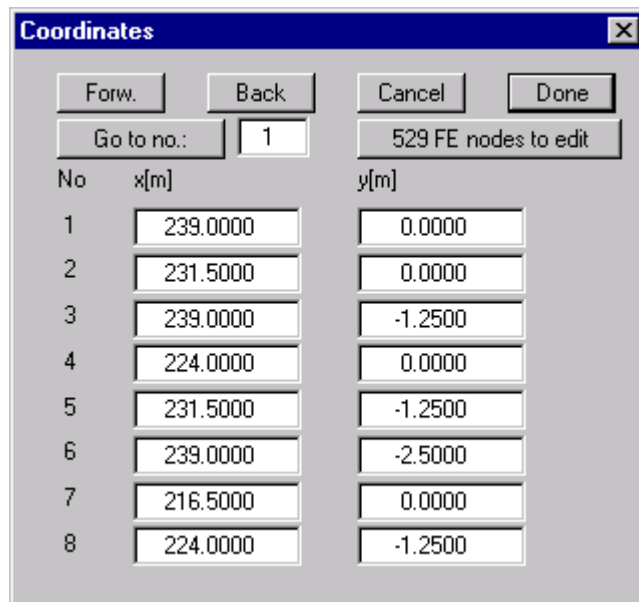 Coordinates
Forw. Back Cancel Done
Go to no.: 1 529 FE nodes to edit
No x[m] y[m]
1 239.0000 0.0000
2 231.5000 0.0000
3 239.0000 -1.2500
4 224.0000 0.0000
5 231.5000 -1.2500
6 239.0000 -2.5000
7 216.5000 0.0000
8 224.0000 -1.2500